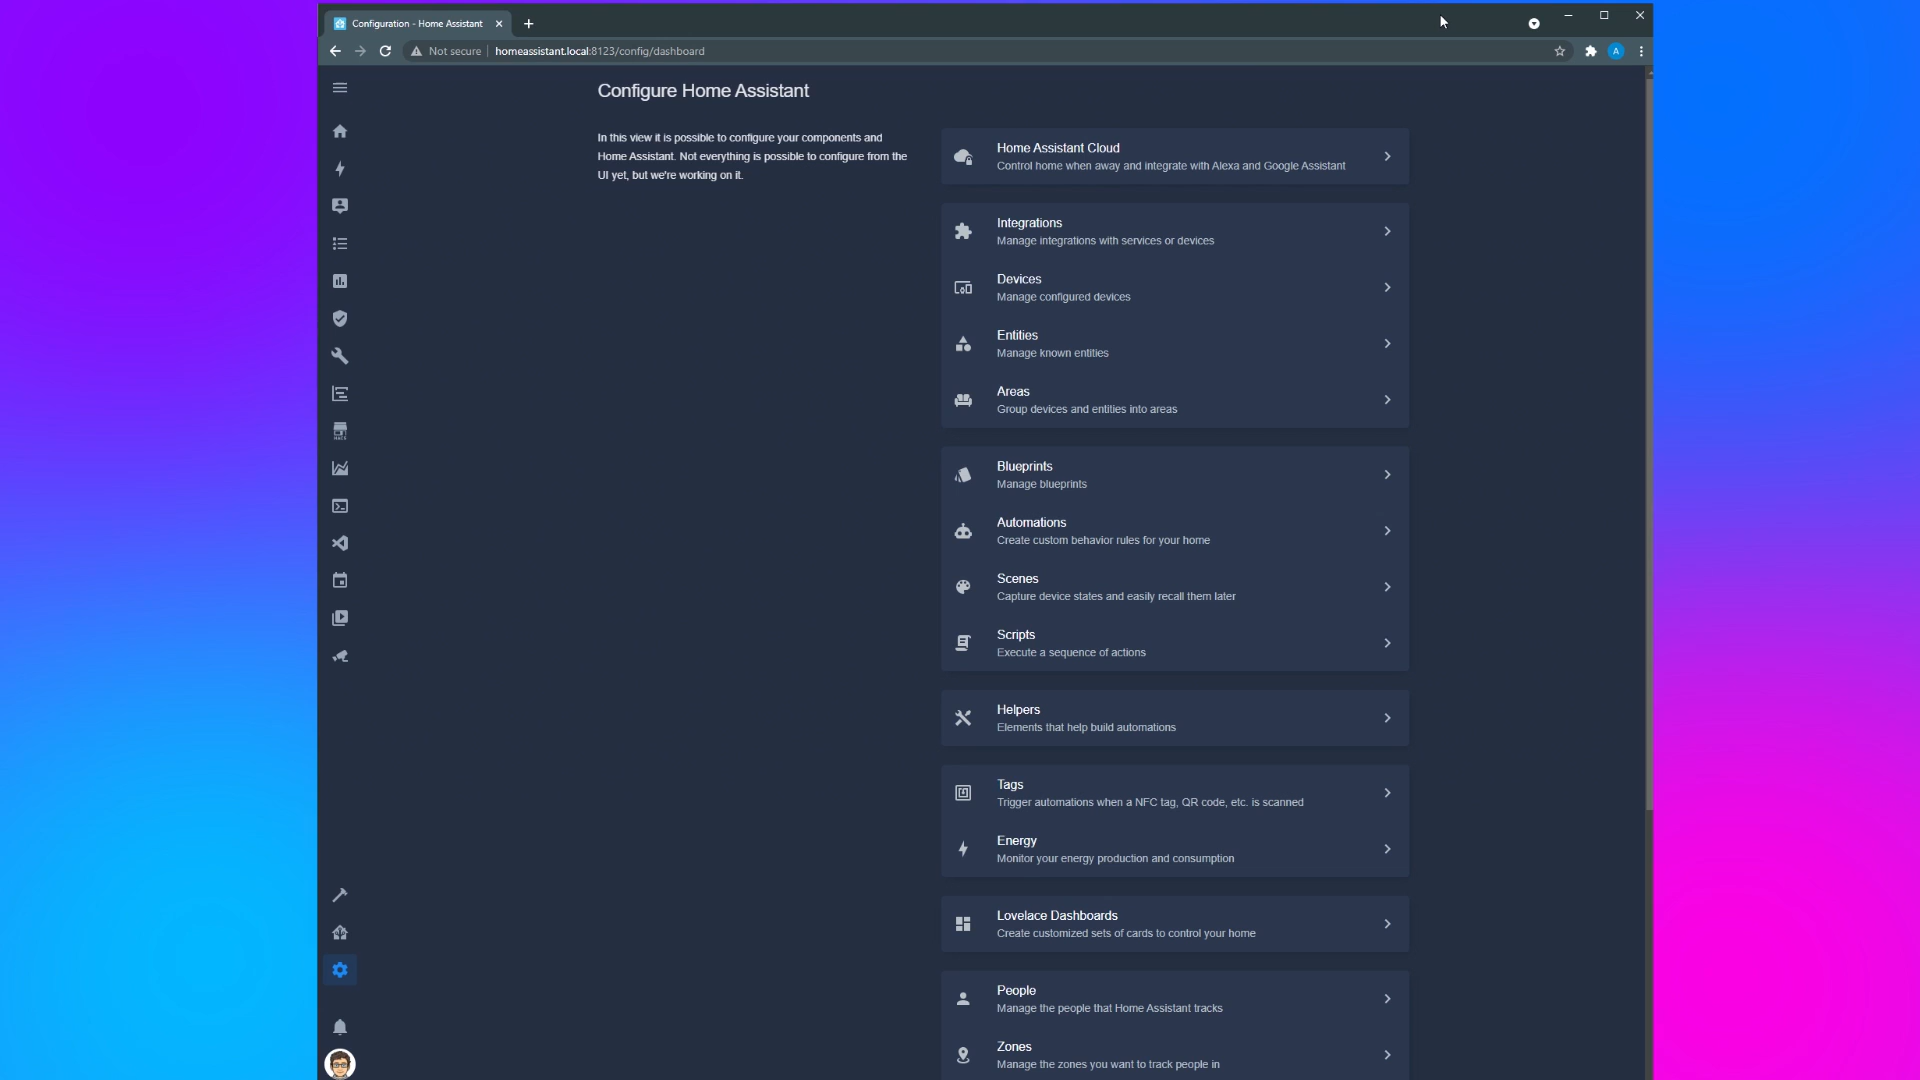 Configuration - Home Assistant
Not secure
homeassistant.local:8123/config/dashboard
A
Configure Home Assistant
In this view it is possible to configure your components and
Home Assistant. Not everything is possible to configure from the
UI yet, but we're working on it.
Home Assistant Cloud
Control home when away and integrate with Alexa and Google Assistant
Integrations
Manage integrations with services or devices
Devices
Manage configured devices
Entities
Manage known entities
Areas
Group devices and entities into areas
Blueprints
Manage blueprints
Automations
Create custom behavior rules for your home
Scenes
Capture device states and easily recall them later
Scripts
Execute a sequence of actions
Helpers
Elements that help build automations
Tags
Trigger automations when a NFC tag, QR code, etc. is scanned
Energy
Monitor your energy production and consumption
Lovelace Dashboards
Create customized sets of cards to control your home
People
Manage the people that Home Assistant tracks
Zones
Manage the zones you want to track people in